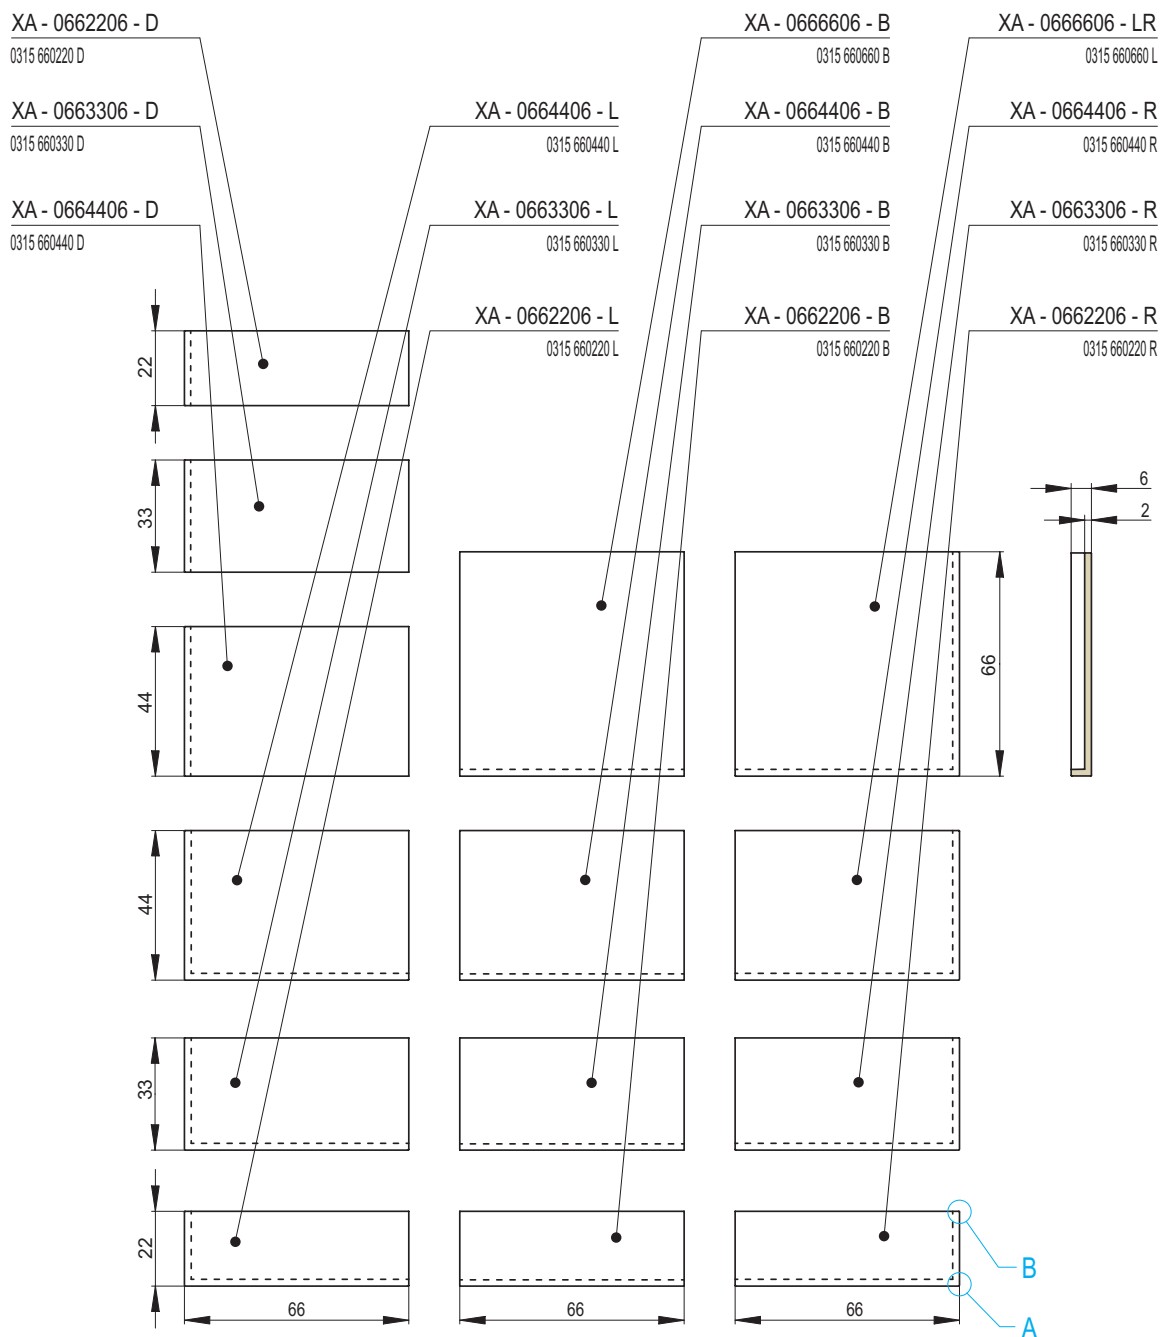 XA - 0662206 - D
0315 660220 D
XA - 0666606 - B
0315 660660 B
XA - 0666606 - LR
0315 660660 L
XA - 0663306 - D
0315 660330 D
XA - 0664406 - L
0315 660440 L
XA - 0664406 - B
0315 660440 B
XA - 0664406 - R
0315 660440 R
XA - 0664406 - D
0315 660440 D
XA - 0663306 - L
0315 660330 L
XA - 0663306 - B
0315 660330 B
XA - 0663306 - R
0315 660330 R
XA - 0662206 - L
0315 660220 L
XA - 0662206 - B
0315 660220 B
XA - 0662206 - R
0315 660220 R
22
33
6
2
44
66
44
33
22
B
66
66
66
A